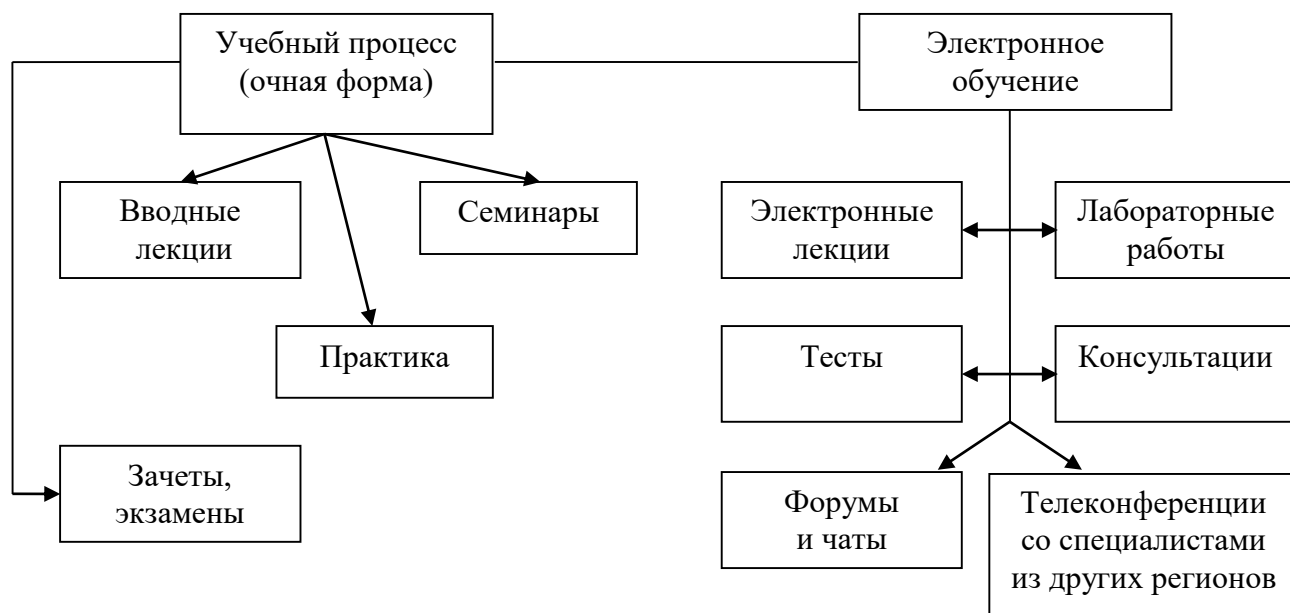 Учебный процесс
(очная форма)
Электронное
обучение
Вводные
лекции
Семинары
Электронные
лекции
Лабораторные
работы
Практика
Тесты
Консультации
Зачеты,
экзамены
Форумы
и чаты
Телеконференции
со специалистами
из других регионов